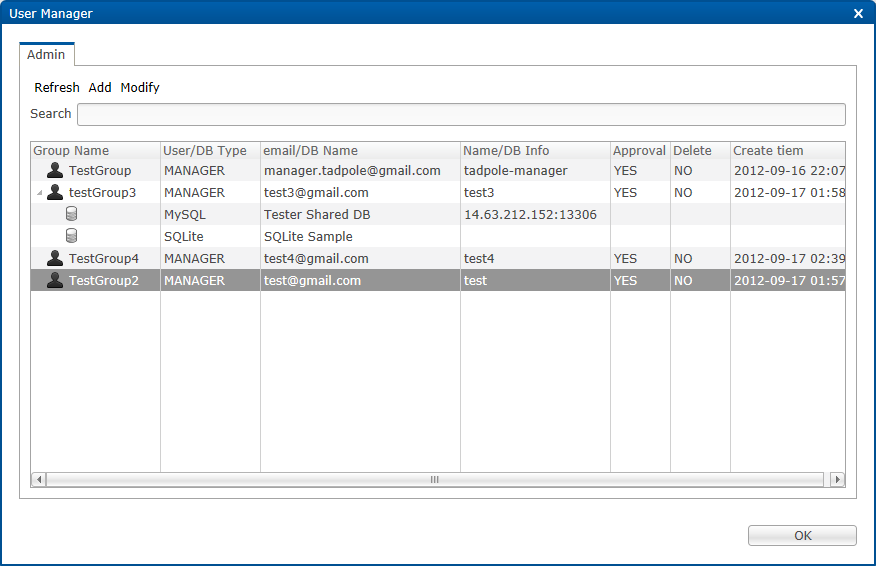 User Manager
Admin
Refresh Add Modify
Search
Group Name User/DB Type email/DB Name Name/DB Info Approval Delete Create tiem
TestGroup MANAGER manager.tadpole@gmail.com tadpole-manager YES NO 2012-09-16 22:07
testGroup3 MANAGER test3@gmail.com test3 YES NO 2012-09-17 01:58
MySQL Tester Shared DB 14.63.212.152:13306
SQLite SQLite Sample
TestGroup4 MANAGER test4@gmail.com test4 YES NO 2012-09-17 02:39
TestGroup2 MANAGER test@gmail.com test YES NO 2012-09-17 01:57
OK